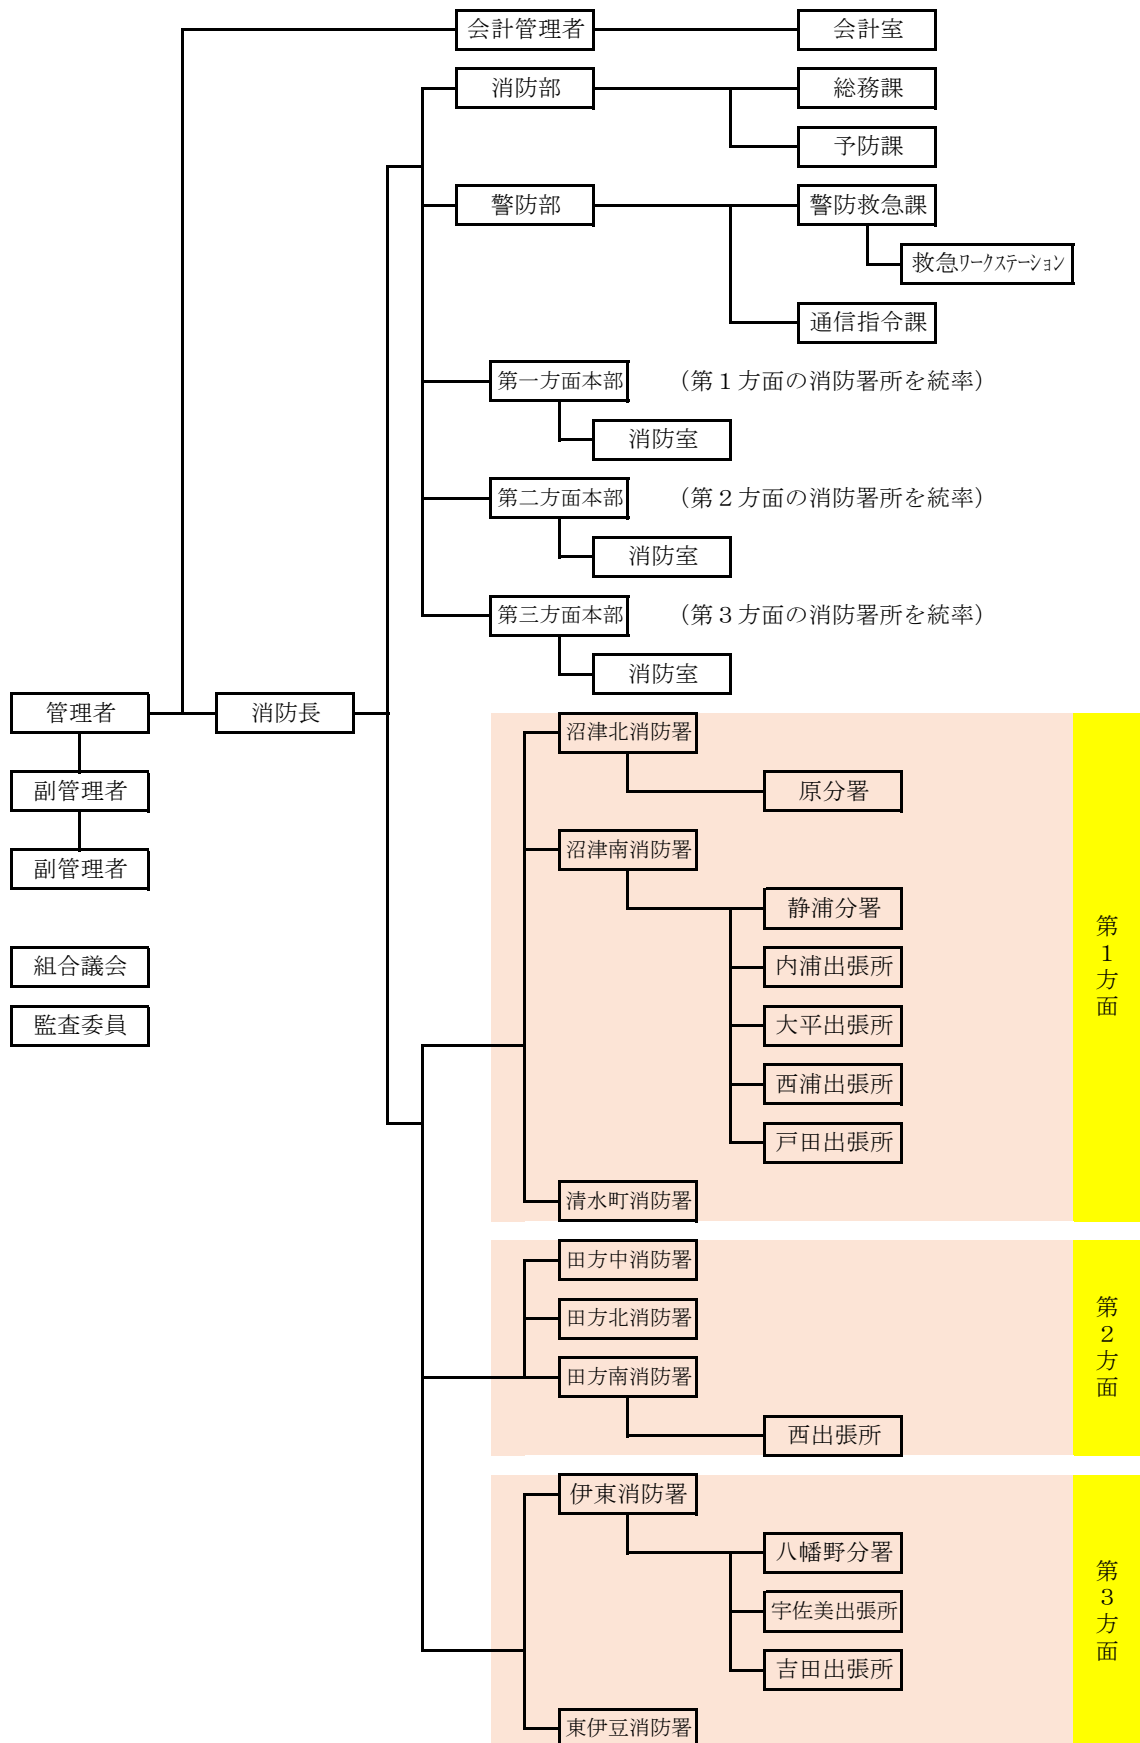 会計管理者
会計室
消防部
総務課
予防課
警防部
警防救急課
救急ワークステーション
通信指令課
第一方面本部
（第１方面の消防署所を統率）
消防室
第二方面本部
（第２方面の消防署所を統率）
消防室
第三方面本部
（第３方面の消防署所を統率）
消防室
管理者
消防長
副管理者
副管理者
組合議会
監査委員
沼津北消防署
原分署
沼津南消防署
静浦分署
内浦出張所
大平出張所
西浦出張所
戸田出張所
清水町消防署
第１方面
田方中消防署
田方北消防署
田方南消防署
西出張所
第２方面
伊東消防署
八幡野分署
宇佐美出張所
吉田出張所
東伊豆消防署
第３方面